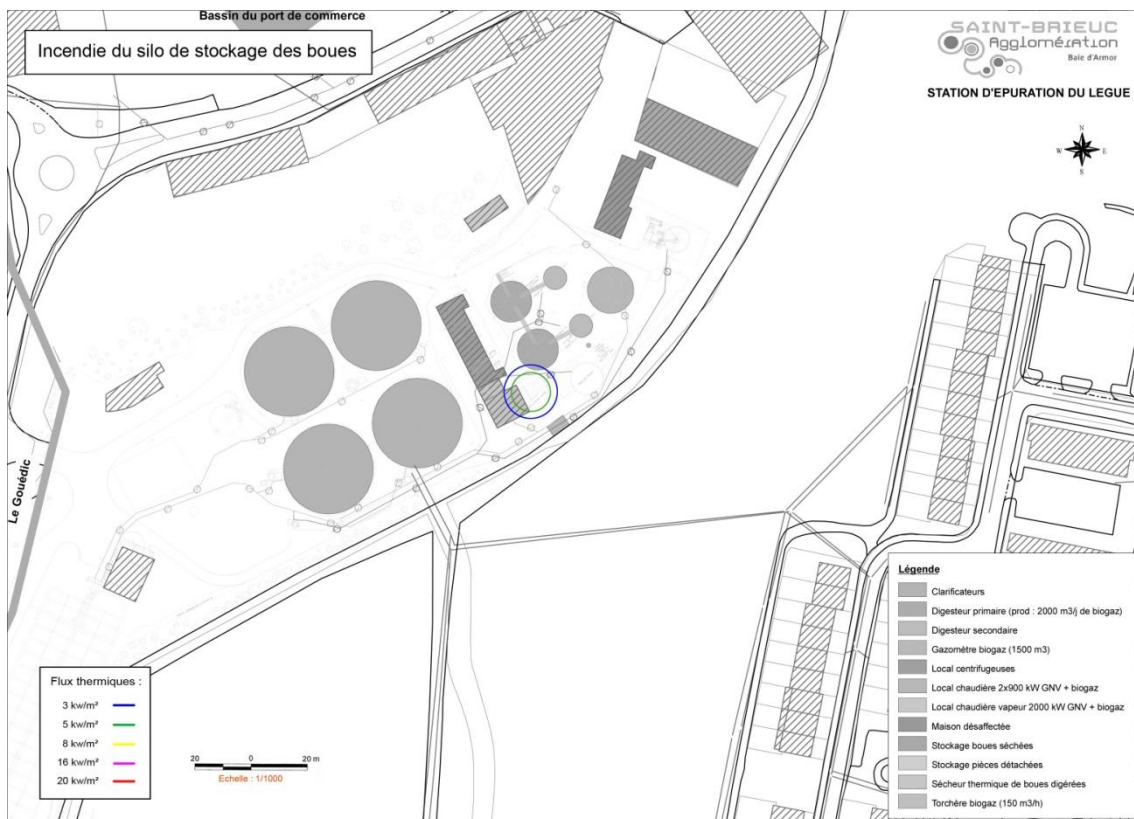 Bassin du port de commerce
Incendie du silo de stockage des boues
SAINT-BRIEUC
Agglomération
Baie d'Armor
STATION D'EPURATION DU LEGUE
N
W E
S
Le Gouédic
Légende
Clarificateurs
Digesteur primaire (prod : 2000 m3/j de biogaz)
Digesteur secondaire
Gazomètre biogaz (1500 m3)
Local centrifugeuses
Local chaudière 2x900 kW GNV + biogaz
Local chaudière vapeur 2000 kW GNV + biogaz
Maison désaffectée
Stockage boues séchées
Stockage pièces détachées
Sécheur thermique de boues digérées
Torchère biogaz (150 m3/h)
Flux thermiques :
3 kw/m²
5 kw/m²
8 kw/m²
16 kw/m²
20 kw/m²
20 0 20 m
Echelle : 1/1000